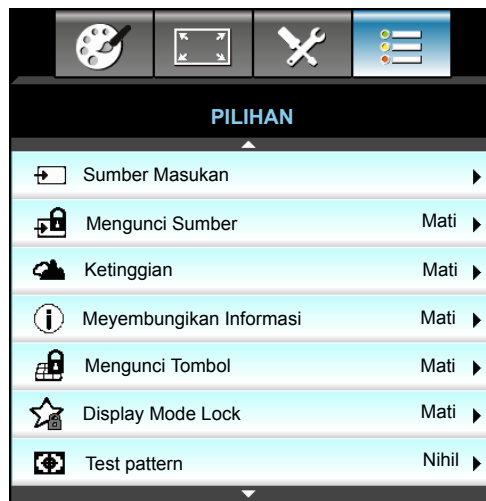 PILIHAN
Sumber Masukan
Mengunci Sumber Mati
Ketinggian Mati
Meyembungikan Informasi Mati
Mengunci Tombol Mati
Display Mode Lock Mati
Test pattern Nihil